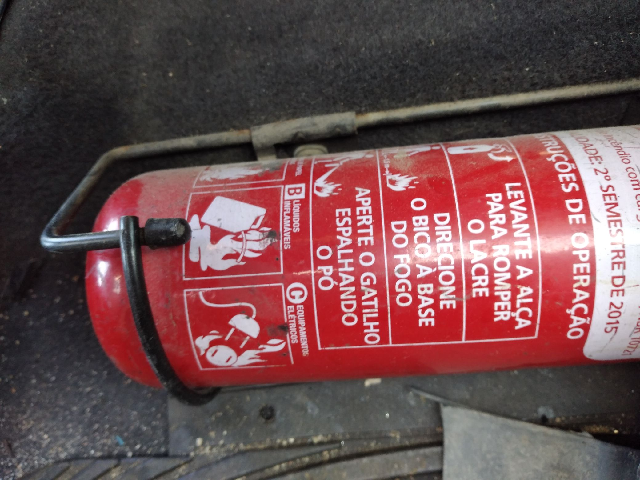 INSTRUÇÕES DE OPERAÇÃO
LEVANTE A ALÇA
PARA ROMPER
O LACRE
DIRECIONE
O BICO À BASE
DO FOGO
APERTE O GATILHO
ESPALHANDO
O PÓ
B LÍQUIDOS
INFLAMÁVEIS
C EQUIPAMENTOS
ELÉTRICOS
com
2º SEMESTRE DE 2015